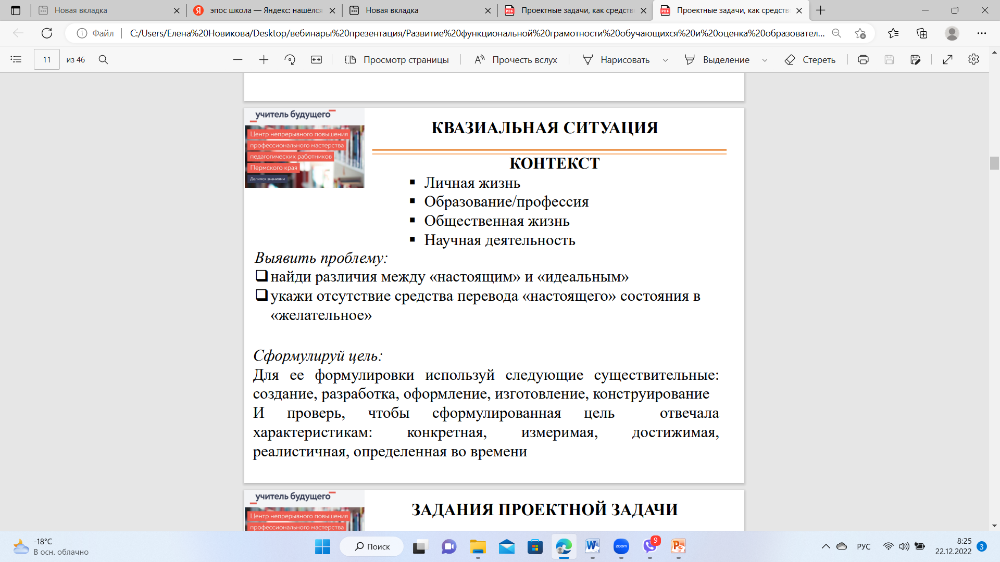 Новая вкладка
эпос школа — Яндекс: нашёлся
Новая вкладка
Проектные задачи, как средств
Проектные задачи, как средств
Файл
C:/Users/Елена%20Новикова/Desktop/вебинары%20презентация/Развитие%20функциональной%20грамотности%20обучающихся%20и%20оценка%20образовател...
11
из 46
Просмотр страницы
Прочесть вслух
Нарисовать
Выделение
Стереть
учитель будущего
Центр непрерывного повышения
профессионального мастерства
педагогических работников
Пермского края
Делимся знаниями
КВАЗИАЛЬНАЯ СИТУАЦИЯ
КОНТЕКСТ
Личная жизнь
Образование/профессия
Общественная жизнь
Научная деятельность
Выявить проблему:
найди различия между «настоящим» и «идеальным»
укажи отсутствие средства перевода «настоящего» состояния в
«желательное»
Сформулируй цель:
Для ее формулировки используй следующие существительные:
создание, разработка, оформление, изготовление, конструирование
И проверь, чтобы сформулированная цель отвечала
характеристикам: конкретная, измеримая, достижимая,
реалистичная, определенная во времени
учитель будущего
Центр непрерывного повышения
профессионального мастерства
ЗАДАНИЯ ПРОЕКТНОЙ ЗАДАЧИ
-18°C
В осн. облачно
Поиск
zoom
9
РУС
8:25
22.12.2022
3